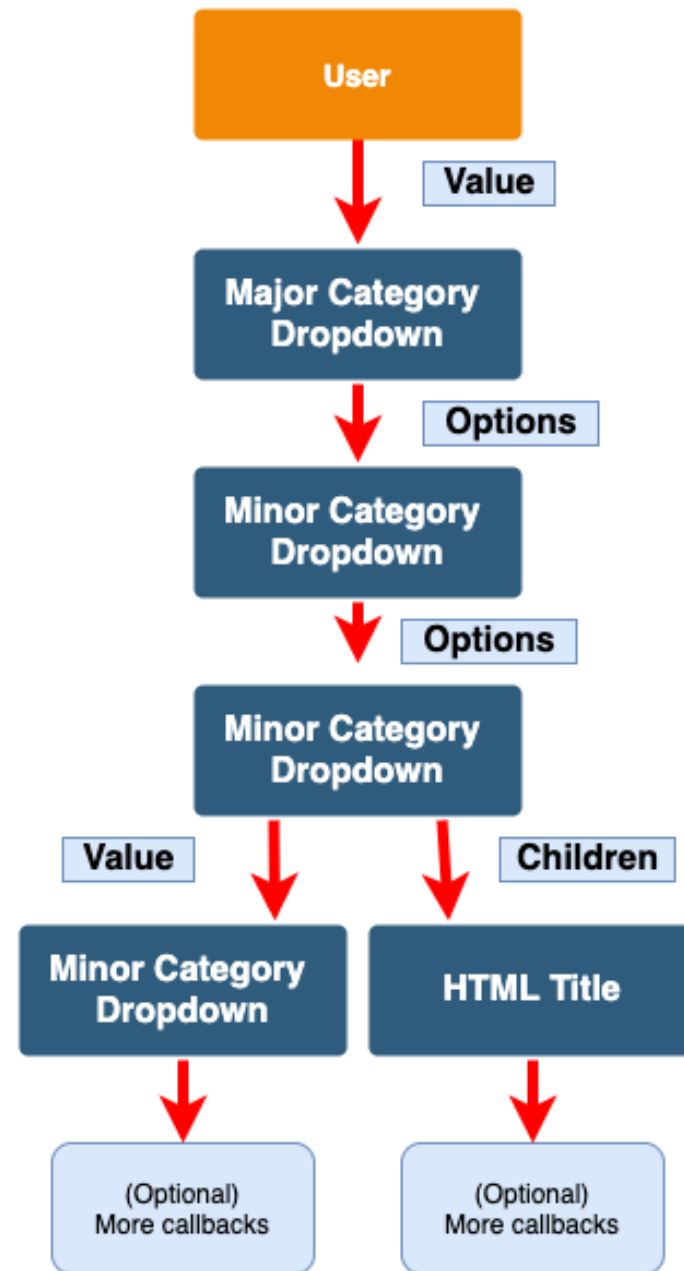 User
Value
Major Category
Dropdown
Options
Minor Category
Dropdown
Options
Minor Category
Dropdown
Value
Children
Minor Category
Dropdown
HTML Title
(Optional)
More callbacks
(Optional)
More callbacks